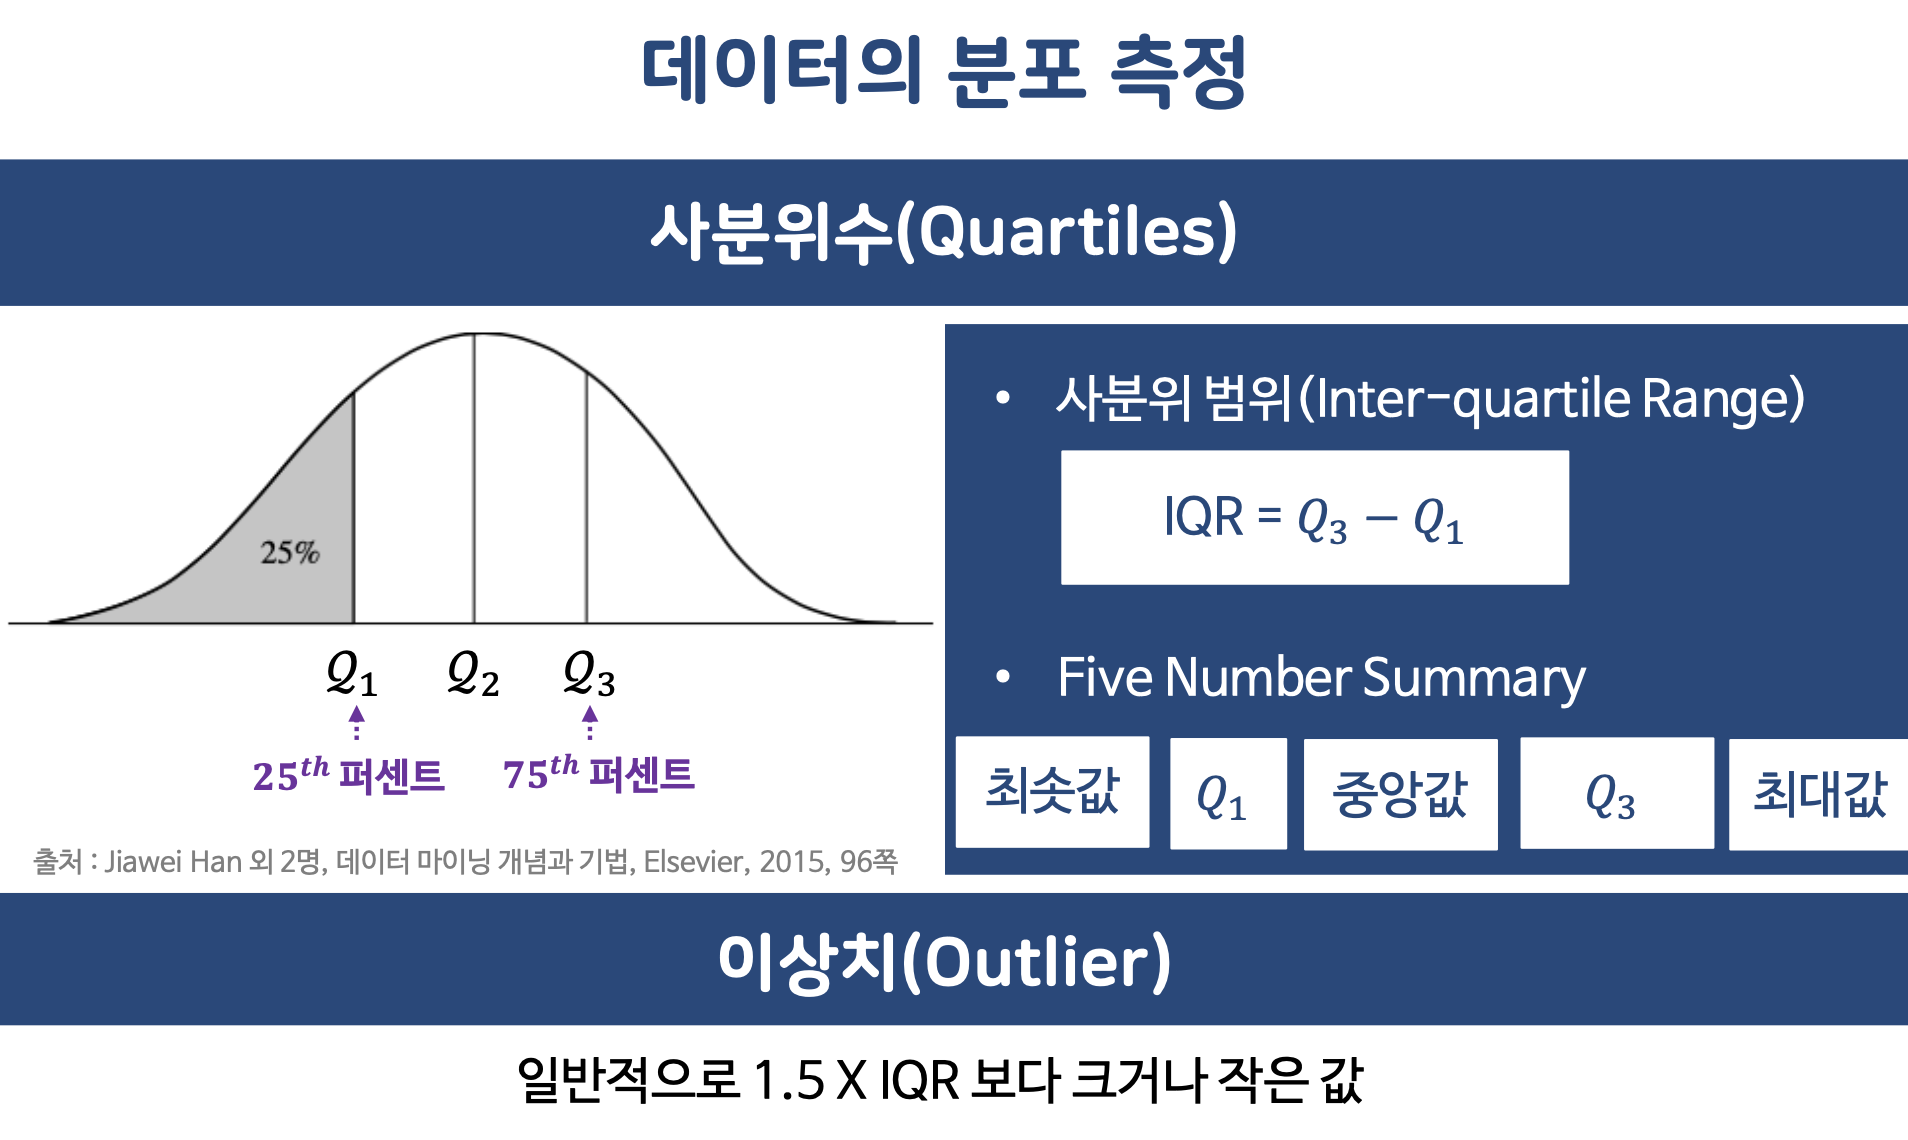 데이터의 분포 측정
사분위수(Quartiles)
25%
Q₁ Q₂ Q₃
25ᵗʰ 퍼센트 75ᵗʰ 퍼센트
출처 : Jiawei Han 외 2명, 데이터 마이닝 개념과 기법, Elsevier, 2015, 96쪽
• 사분위 범위(Inter-quartile Range)
IQR = Q₃ − Q₁
• Five Number Summary
최솟값 Q₁ 중앙값 Q₃ 최대값
이상치(Outlier)
일반적으로 1.5 X IQR 보다 크거나 작은 값